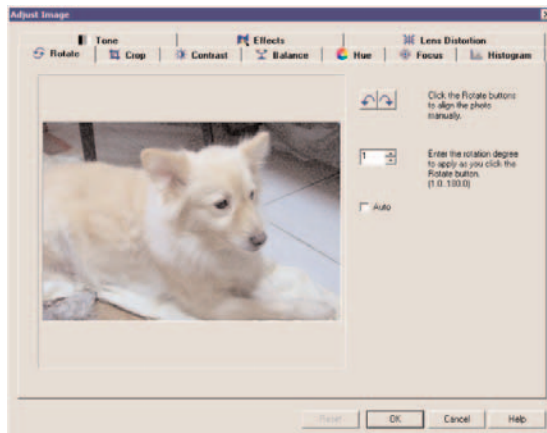 Adjust Image
Tone Effects Lens Distortion
Rotate Crop Contrast Balance Hue Focus Histogram
Click the Rotate buttons
to align the photo
manually.
1
Enter the rotation degree
to apply as you click the
Rotate button.
(1.0..100.0)
Auto
Reset OK Cancel Help